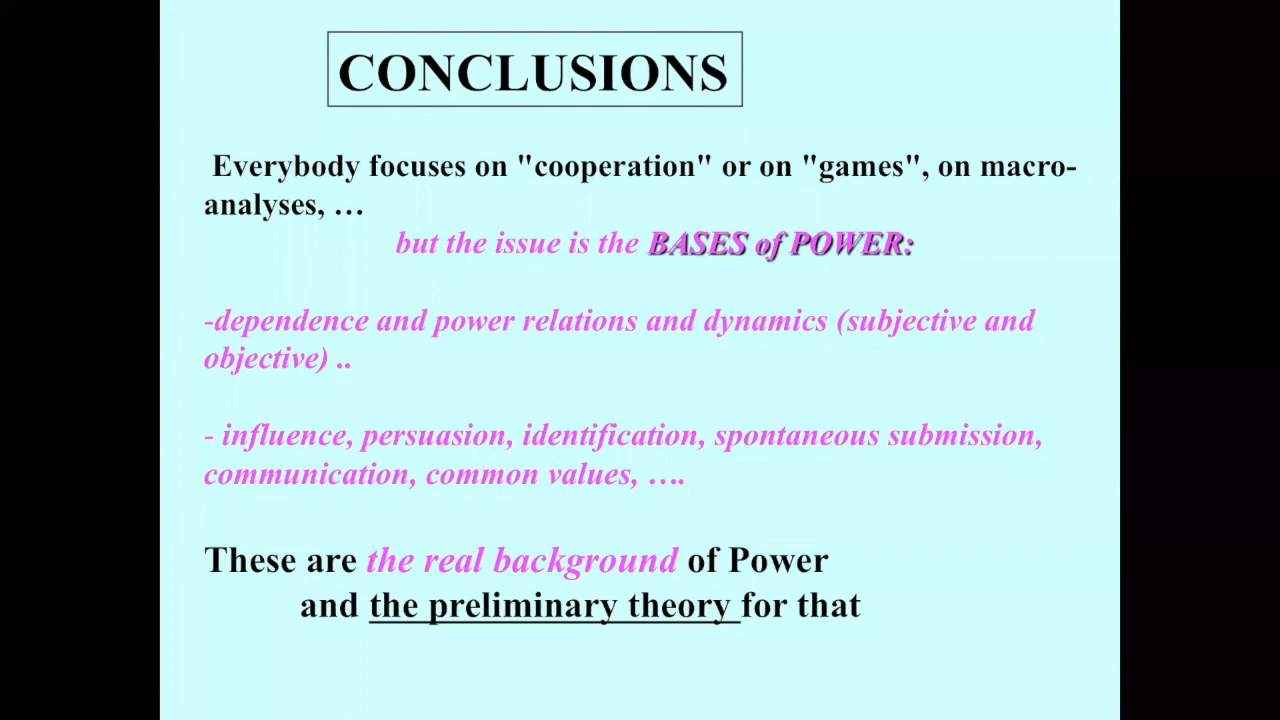 CONCLUSIONS
Everybody focuses on "cooperation" or on "games", on macro-
analyses, …
but the issue is the BASES of POWER:
-dependence and power relations and dynamics (subjective and
objective) ..
- influence, persuasion, identification, spontaneous submission,
communication, common values, ….
These are the real background of Power
and the preliminary theory for that